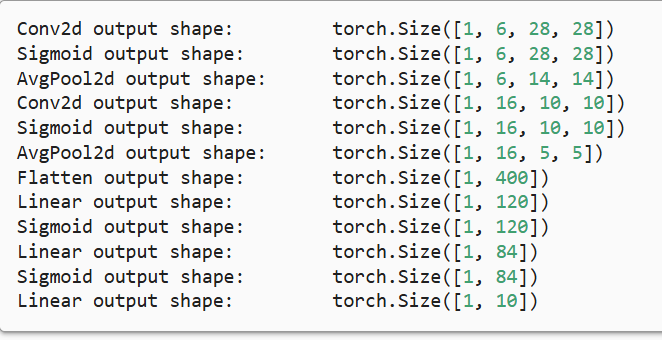 Conv2d output shape: torch.Size([1, 6, 28, 28])
Sigmoid output shape: torch.Size([1, 6, 28, 28])
AvgPool2d output shape: torch.Size([1, 6, 14, 14])
Conv2d output shape: torch.Size([1, 16, 10, 10])
Sigmoid output shape: torch.Size([1, 16, 10, 10])
AvgPool2d output shape: torch.Size([1, 16, 5, 5])
Flatten output shape: torch.Size([1, 400])
Linear output shape: torch.Size([1, 120])
Sigmoid output shape: torch.Size([1, 120])
Linear output shape: torch.Size([1, 84])
Sigmoid output shape: torch.Size([1, 84])
Linear output shape: torch.Size([1, 10])